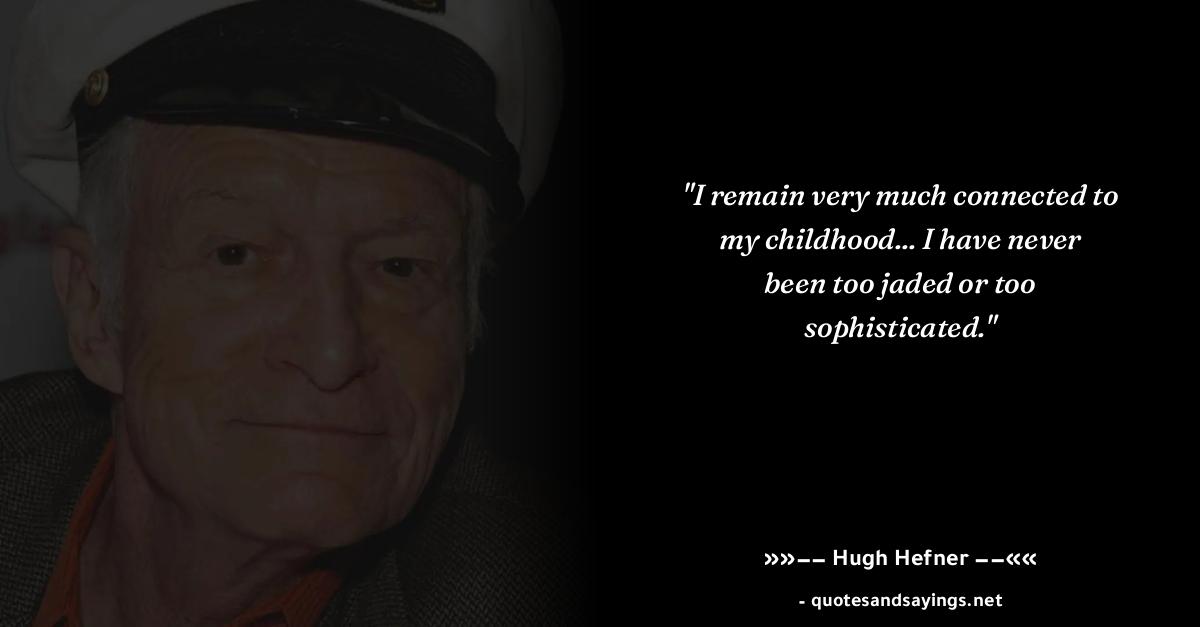 "I remain very much connected to
my childhood... I have never
been too jaded or too
sophisticated."
»»–– Hugh Hefner ––««
- quotesandsayings.net